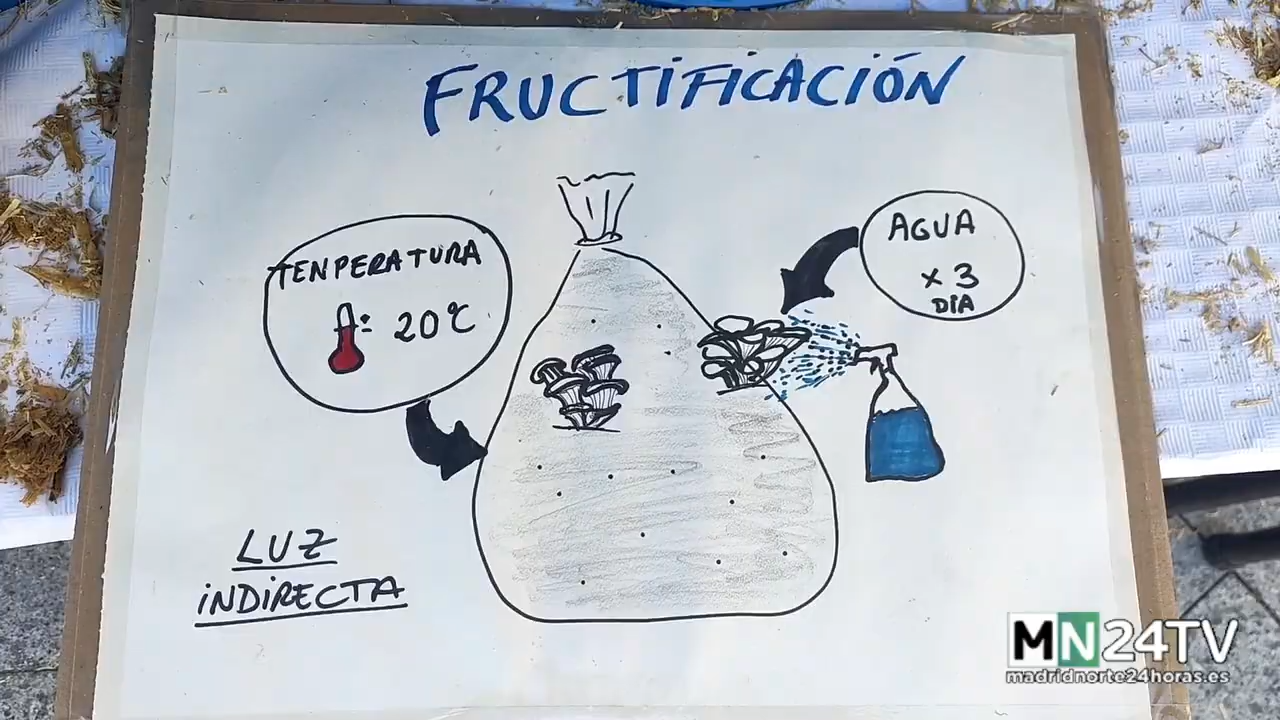 FRUCTIFICACIÓN
TENPERATURA
20°C
AGUA
x 3
DIA
LUZ
INDIRECTA
MN24TV
madridnorte24horas.es